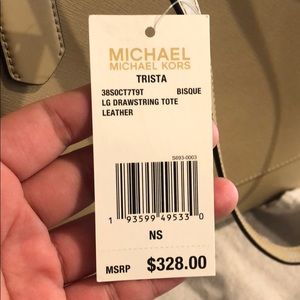 MICHAEL
MICHAEL KORS
TRISTA
38S0CT7T9T BISQUE
LG DRAWSTRING TOTE
LEATHER
S693-0003
1 93599 49533 0
NS
MSRP $328.00